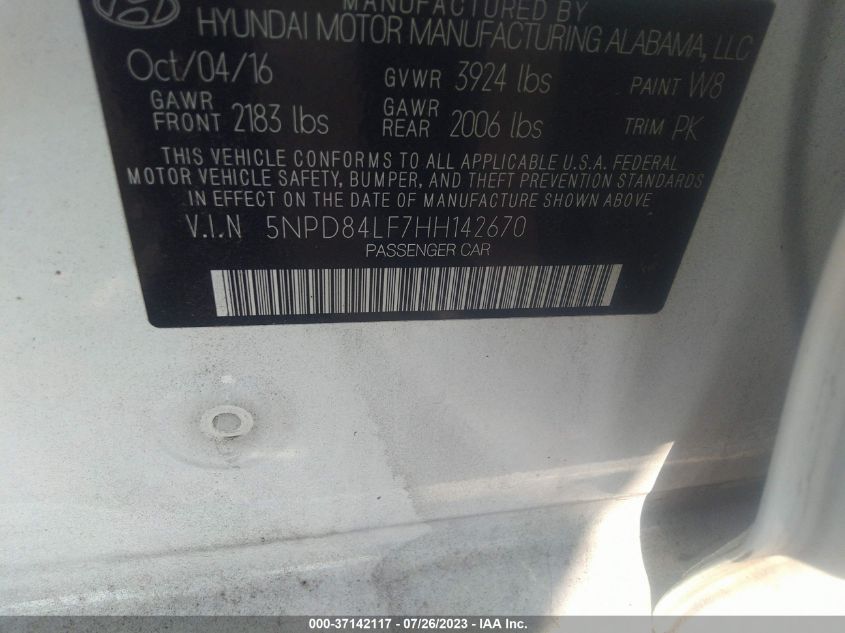 MANUFACTURED BY
HYUNDAI MOTOR MANUFACTURING ALABAMA, LLC
Oct/04/16 GVWR 3924 lbs PAINT W8
GAWR FRONT 2183 lbs GAWR REAR 2006 lbs TRIM PK
THIS VEHICLE CONFORMS TO ALL APPLICABLE U.S.A. FEDERAL
MOTOR VEHICLE SAFETY, BUMPER, AND THEFT PREVENTION STANDARDS
IN EFFECT ON THE DATE OF MANUFACTURE SHOWN ABOVE.
V.I.N 5NPD84LF7HH142670
PASSENGER CAR
000-37142117 - 07/26/2023 - IAA Inc.